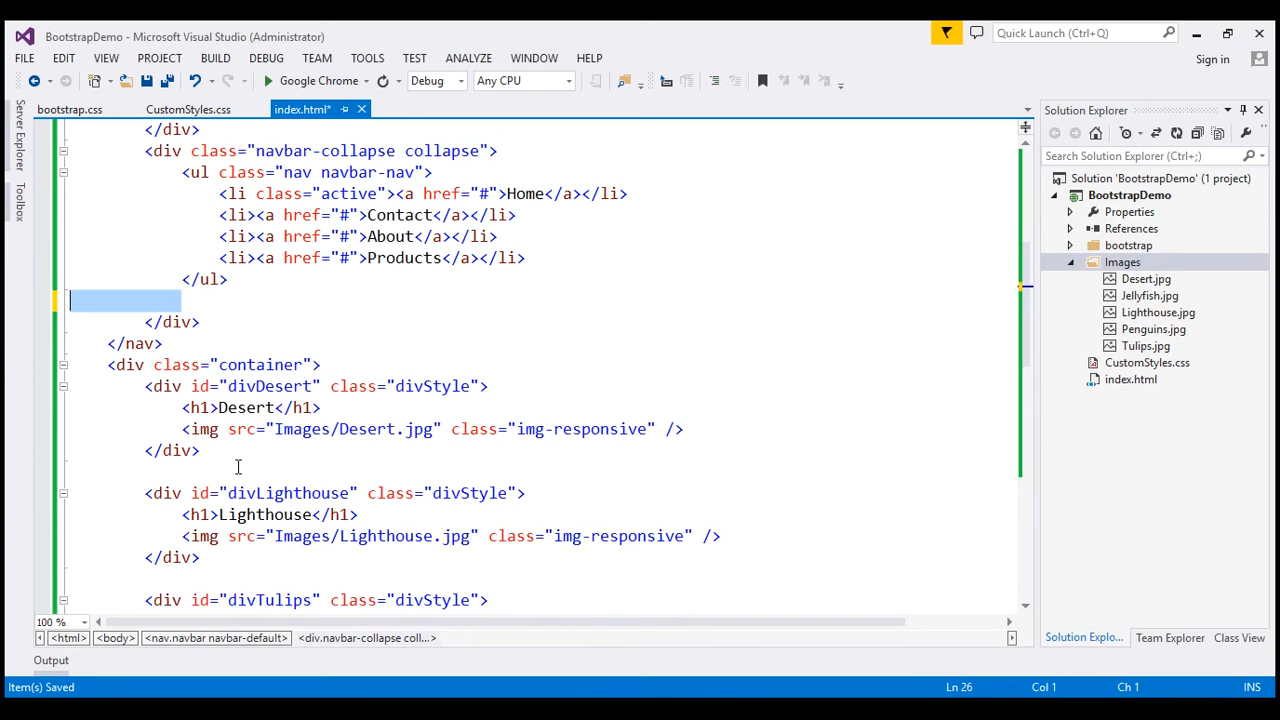 BootstrapDemo - Microsoft Visual Studio (Administrator)
Quick Launch (Ctrl+Q)
FILE EDIT VIEW PROJECT BUILD DEBUG TEAM TOOLS TEST ANALYZE WINDOW HELP
Sign in
Google Chrome Debug Any CPU
Server Explorer
Toolbox
bootstrap.css CustomStyles.css index.html*
</div>
<div class="navbar-collapse collapse">
<ul class="nav navbar-nav">
<li class="active"><a href="#">Home</a></li>
<li><a href="#">Contact</a></li>
<li><a href="#">About</a></li>
<li><a href="#">Products</a></li>
</ul>
</div>
</nav>
<div class="container">
<div id="divDesert" class="divStyle">
<h1>Desert</h1>
<img src="Images/Desert.jpg" class="img-responsive" />
</div>
<div id="divLighthouse" class="divStyle">
<h1>Lighthouse</h1>
<img src="Images/Lighthouse.jpg" class="img-responsive" />
</div>
<div id="divTulips" class="divStyle">
100 %
<html> <body> <nav.navbar navbar-default> <div.navbar-collapse coll...>
Solution Explorer
Search Solution Explorer (Ctrl+;)
Solution 'BootstrapDemo' (1 project)
BootstrapDemo
Properties
References
bootstrap
Images
Desert.jpg
Jellyfish.jpg
Lighthouse.jpg
Penguins.jpg
Tulips.jpg
CustomStyles.css
index.html
Solution Explo... Team Explorer Class View
Output
Item(s) Saved Ln 26 Col 1 Ch 1 INS